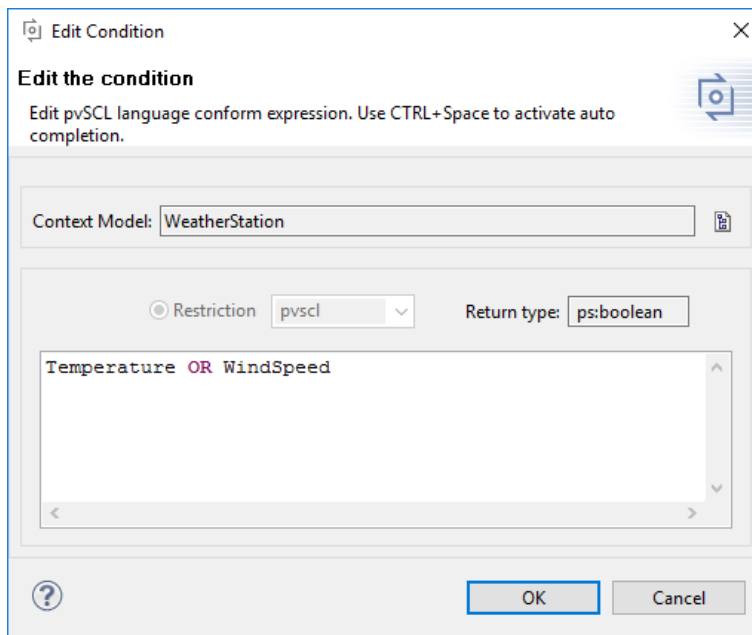 Edit Condition
Edit the condition
Edit pvSCL language conform expression. Use CTRL+Space to activate auto
completion.
Context Model: WeatherStation
Restriction pvscl Return type: ps:boolean
Temperature OR WindSpeed
OK Cancel